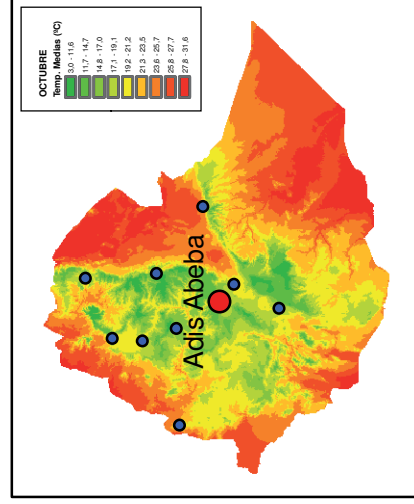 OCTUBRE
Temp. Medias (ºC)
3,0 - 11,6
11,7 - 14,7
14,8 - 17,0
17,1 - 19,1
19,2 - 21,2
21,3 - 23,5
23,6 - 25,7
25,8 - 27,7
27,8 - 31,6
Adis Abeba